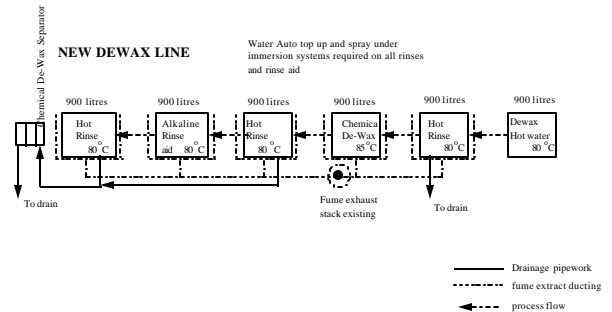 Chemical De-Wax Separator
NEW DEWAX LINE
Water Auto top up and spray under
immersion systems required on all rinses
and rinse aid
900 litres
900 litres
900 litres
900 litres
900 litres
900 litres
Hot
Rinse
80 °C
Alkaline
Rinse
aid 80 °C
Hot
Rinse
80 °C
Chemica
De-Wax
85 °C
Hot
Rinse
80 °C
Dewax
Hot water
80 °C
To drain
Fume exhaust
stack existing
To drain
Drainage pipework
fume extract ducting
process flow